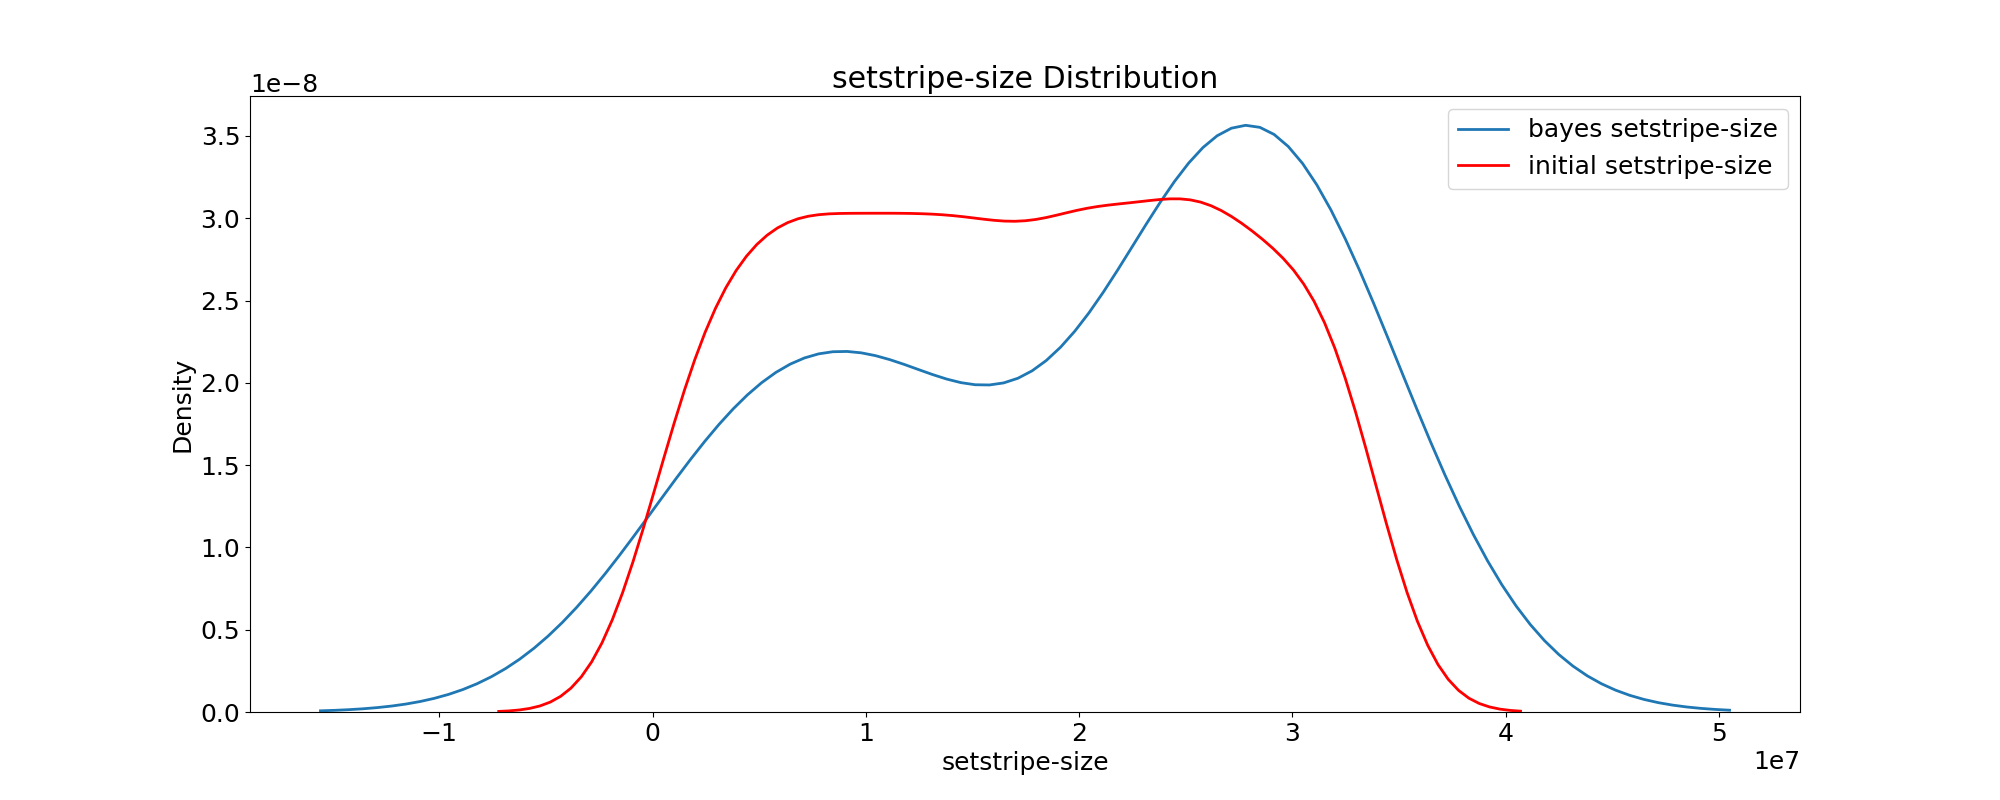 setstripe-size Distribution
1e−8
bayes setstripe-size
initial setstripe-size
3.5
3.0
2.5
2.0
1.5
1.0
0.5
0.0
Density
−1
0
1
2
3
4
5
setstripe-size
1e7